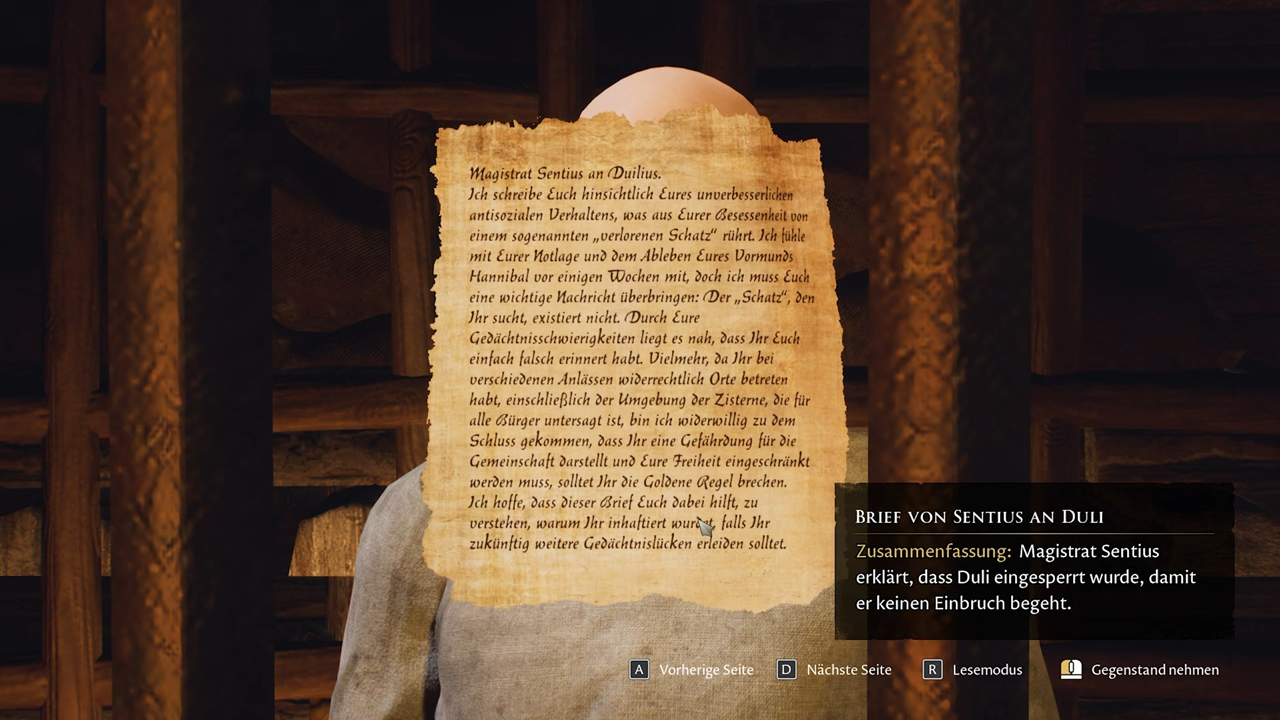 Magistrat Sentius an Duilius.
Ich schreibe Euch hinsichtlich Eures unverbesserlichen
antisozialen Verhaltens, was aus Eurer Besessenheit von
einem sogenannten „verlorenen Schatz“ rührt. Ich fühle
mit Eurer Notlage und dem Ableben Eures Vormunds
Hannibal vor einigen Wochen mit, doch ich muss Euch
eine wichtige Nachricht überbringen: Der „Schatz“, den
Ihr sucht, existiert nicht. Durch Eure
Gedächtnisschwierigkeiten liegt es nah, dass Ihr Euch
einfach falsch erinnert habt. Vielmehr, da Ihr bei
verschiedenen Anlässen widerrechtlich Orte betreten
habt, einschließlich der Umgebung der Zisterne, die für
alle Bürger untersagt ist, bin ich widerwillig zu dem
Schluss gekommen, dass Ihr eine Gefährdung für die
Gemeinschaft darstellt und Eure Freiheit eingeschränkt
werden muss, solltet Ihr die Goldene Regel brechen.
Ich hoffe, dass dieser Brief Euch dabei hilft, zu
verstehen, warum Ihr inhaftiert wurdet, falls Ihr
zukünftig weitere Gedächtnislücken erleiden solltet.
Brief von Sentius an Duli
Zusammenfassung: Magistrat Sentius
erklärt, dass Duli eingesperrt wurde, damit
er keinen Einbruch begeht.
A Vorherige Seite D Nächste Seite R Lesemodus Gegenstand nehmen